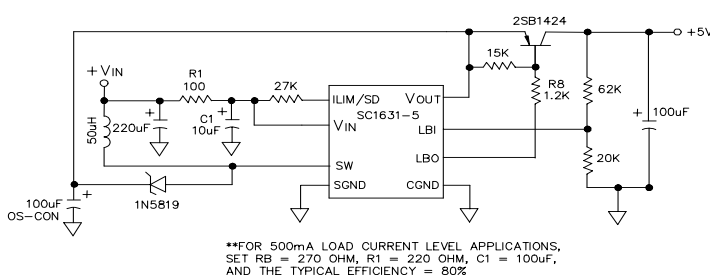 2SB1424
+5V
15K
+VIN
R1
100
27K
ILIM/SD
VOUT
R8
1.2K
62K
SC1631-5
+
100uF
50uH
220uF
+
C1
10uF
+
VIN
LBI
LBO
20K
SW
SGND
CGND
100uF
OS-CON
+
1N5819
**FOR 500mA LOAD CURRENT LEVEL APPLICATIONS,
SET RB = 270 OHM, R1 = 220 OHM, C1 = 100uF,
AND THE TYPICAL EFFICIENCY = 80%